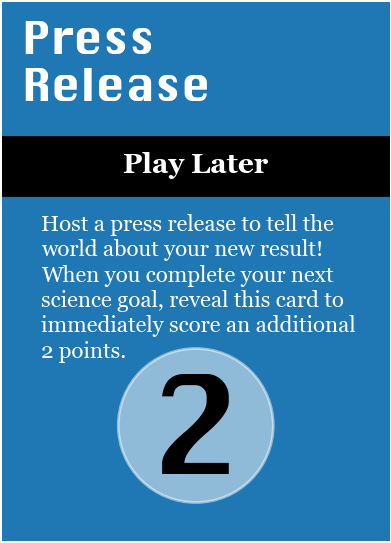 Press
Release
Play Later
Host a press release to tell the
world about your new result!
When you complete your next
science goal, reveal this card to
immediately score an additional
2 points.
2